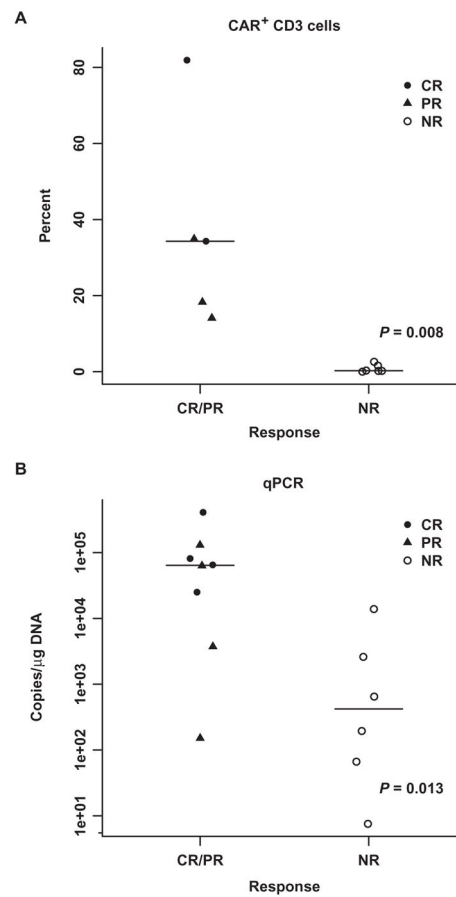 A
CAR+ CD3 cells
CR
PR
NR
80
60
40
20
0
Percent
P = 0.008
CR/PR
NR
Response
B
qPCR
CR
PR
NR
1e+05
1e+04
1e+03
1e+02
1e+01
Copies/µg DNA
P = 0.013
CR/PR
NR
Response